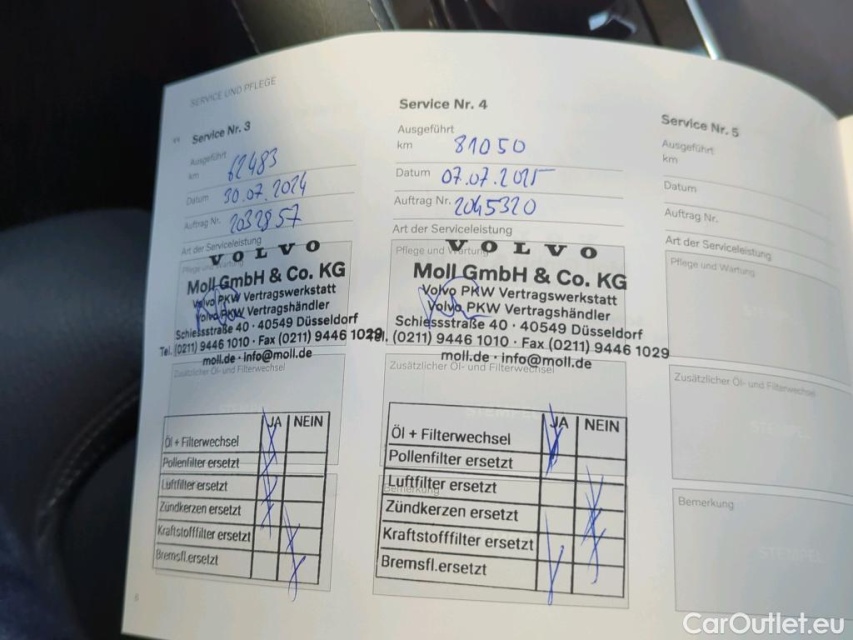 SERVICE UND PFLEGE
Service Nr. 3
Ausgeführt
km 62483
Datum 30.07.2024
Auftrag Nr. 2032857
Art der Serviceleistung
Pflege und Wartung
VOLVO
Moll GmbH & Co. KG
Volvo PKW Vertragswerkstatt
Volvo PKW Vertragshändler
Schiessstraße 40 · 40549 Düsseldorf
Tel. (0211) 9446 1010 · Fax (0211) 9446 1029
moll.de · info@moll.de
Zusätzlicher Öl- und Filterwechsel
JA NEIN
Öl + Filterwechsel
Pollenfilter ersetzt
Luftfilter ersetzt
Zündkerzen ersetzt
Kraftstofffilter ersetzt
Bremsfl.ersetzt
Service Nr. 4
Ausgeführt
km 81050
Datum 07.07.2025
Auftrag Nr. 2045320
Art der Serviceleistung
Pflege und Wartung
VOLVO
Moll GmbH & Co. KG
Volvo PKW Vertragswerkstatt
Volvo PKW Vertragshändler
Schiessstraße 40 · 40549 Düsseldorf
Tel. (0211) 9446 1010 · Fax (0211) 9446 1029
moll.de · info@moll.de
Zusätzlicher Öl- und Filterwechsel
JA NEIN
Öl + Filterwechsel
Pollenfilter ersetzt
Luftfilter ersetzt
Bemerkung
Zündkerzen ersetzt
Kraftstofffilter ersetzt
Bremsfl.ersetzt
Service Nr. 5
Ausgeführt
km
Datum
Auftrag Nr.
Art der Serviceleistung
Pflege und Wartung
Zusätzlicher Öl- und Filterwechsel
STEMPEL
Bemerkung
STEMPEL
CarOutlet.eu